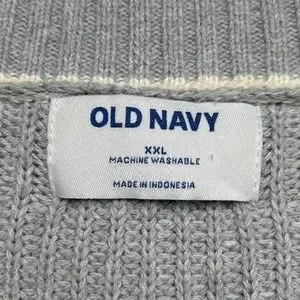 OLD NAVY
XXL
MACHINE WASHABLE
MADE IN INDONESIA